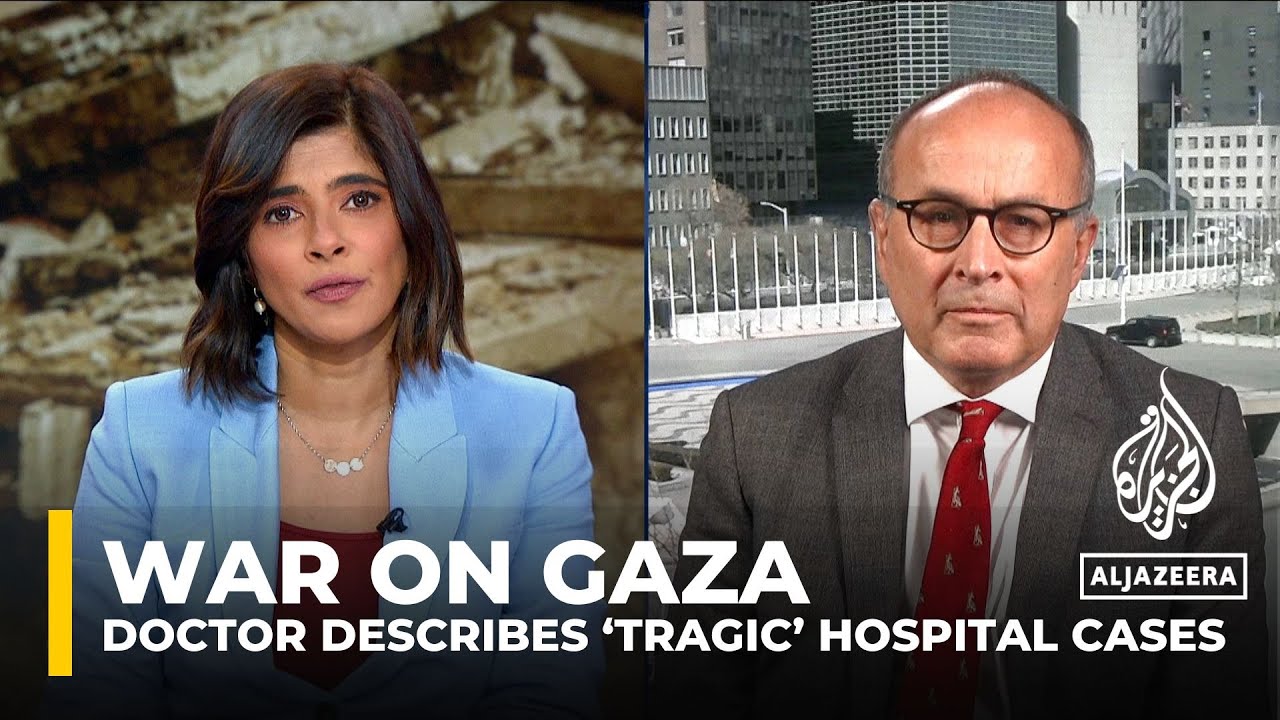 WAR ON GAZA
DOCTOR DESCRIBES ‘TRAGIC’ HOSPITAL CASES
الجزيرة
ALJAZEERA